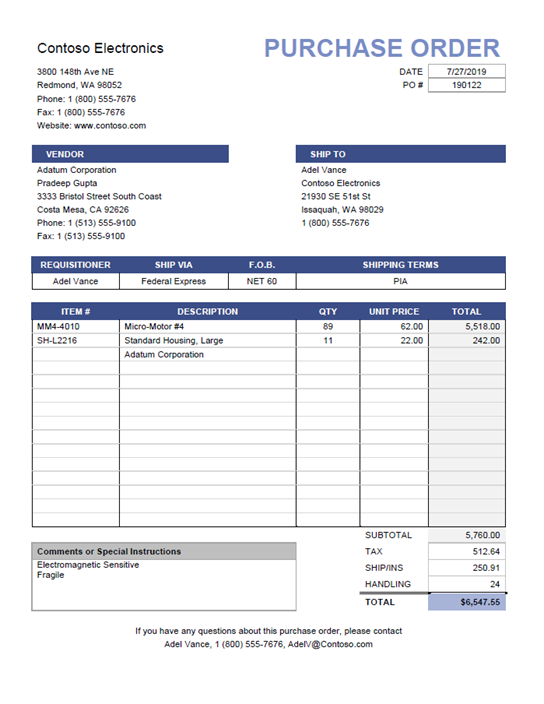 Contoso Electronics
PURCHASE ORDER
3800 148th Ave NE
DATE 7/27/2019
Redmond, WA 98052
PO # 190122
Phone: 1 (800) 555-7676
Fax: 1 (800) 555-7676
Website: www.contoso.com
VENDOR
SHIP TO
Adatum Corporation
Adel Vance
Pradeep Gupta
Contoso Electronics
3333 Bristol Street South Coast
21930 SE 51st St
Costa Mesa, CA 92626
Issaquah, WA 98029
Phone: 1 (513) 555-9100
1 (800) 555-7676
Fax: 1 (513) 555-9100
REQUISITIONER SHIP VIA F.O.B. SHIPPING TERMS
Adel Vance Federal Express NET 60 PIA
ITEM # DESCRIPTION QTY UNIT PRICE TOTAL
MM4-4010 Micro-Motor #4 89 62.00 5,518.00
SH-L2216 Standard Housing, Large 11 22.00 242.00
Adatum Corporation
SUBTOTAL 5,760.00
Comments or Special Instructions
TAX 512.64
Electromagnetic Sensitive
SHIP/INS 250.91
Fragile
HANDLING 24
TOTAL $6,547.55
If you have any questions about this purchase order, please contact
Adel Vance, 1 (800) 555-7676, AdelV@Contoso.com